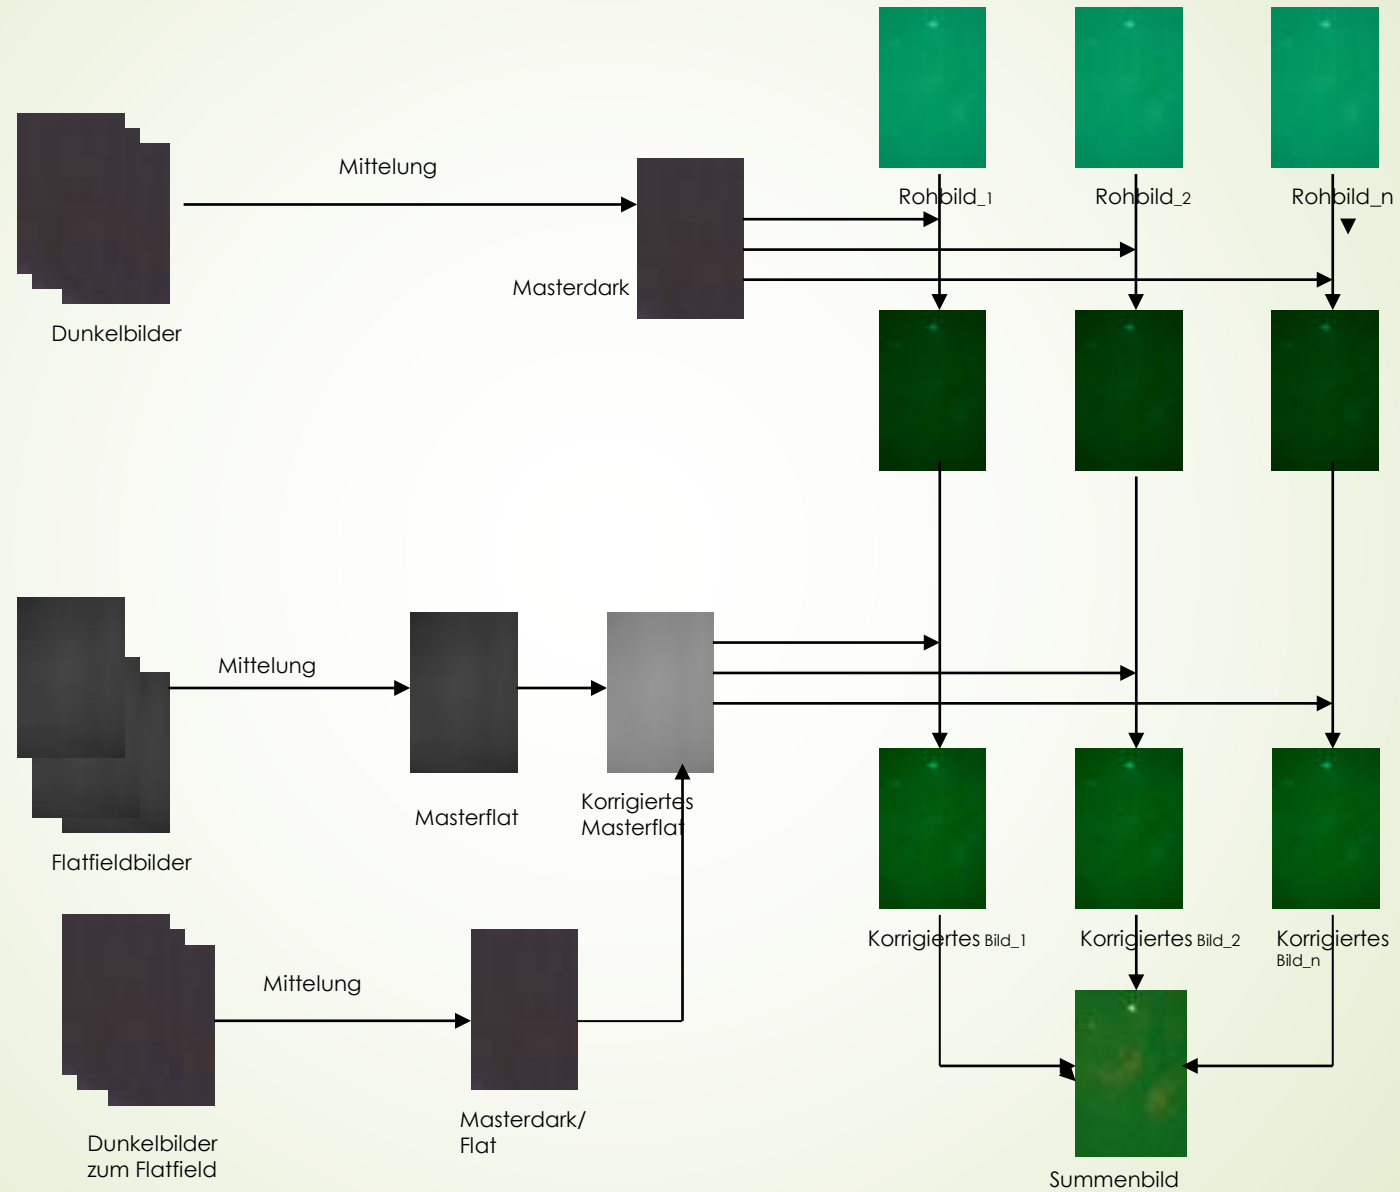 Mittelung
Rohbild_1
Rohbild_2
Rohbild_n
Masterdark
Dunkelbilder
Mittelung
Masterflat
Korrigiertes
Masterflat
Flatfieldbilder
Korrigiertes Bild_1
Korrigiertes Bild_2
Korrigiertes
Bild_n
Mittelung
Masterdark/
Flat
Dunkelbilder
zum Flatfield
Summenbild